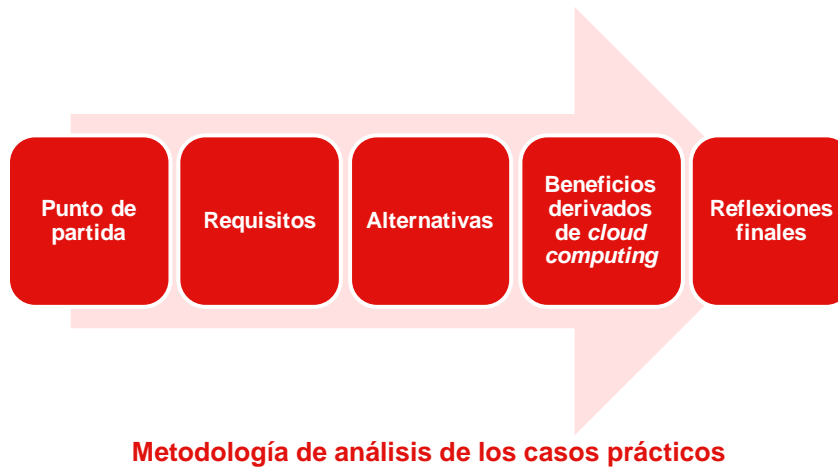 Punto de
partida
Requisitos
Alternativas
Beneficios
derivados
de cloud
computing
Reflexiones
finales
Metodología de análisis de los casos prácticos